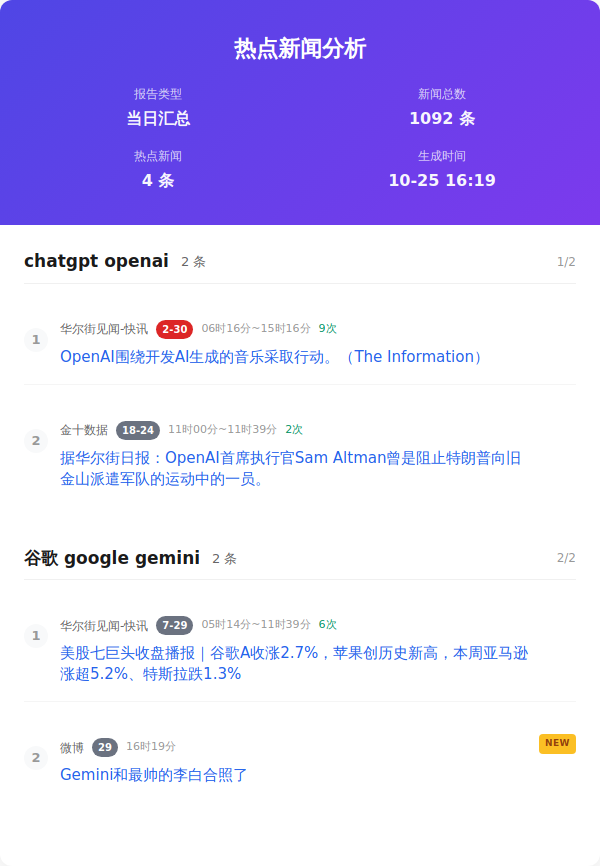 热点新闻分析
报告类型
新闻总数
当日汇总
1092 条
热点新闻
生成时间
4 条
10-25 16:19
chatgpt openai 2 条 1/2
1 华尔街见闻-快讯 2-30 06时16分~15时16分 9次
OpenAI围绕开发AI生成的音乐采取行动。（The Information）
2 金十数据 18-24 11时00分~11时39分 2次
据华尔街日报：OpenAI首席执行官Sam Altman曾是阻止特朗普向旧
金山派遣军队的运动中的一员。
谷歌 google gemini 2 条 2/2
1 华尔街见闻-快讯 7-29 05时14分~11时39分 6次
美股七巨头收盘播报｜谷歌A收涨2.7%，苹果创历史新高，本周亚马逊
涨超5.2%、特斯拉跌1.3%
2 微博 29 16时19分 NEW
Gemini和最帅的李白合照了